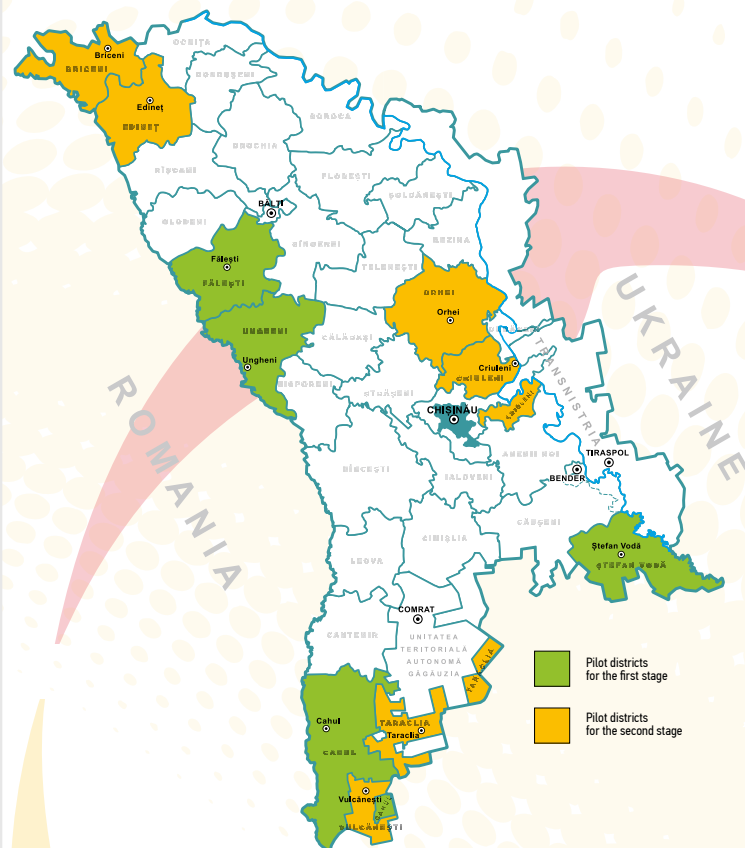 OCNIȚA
Briceni
BRICENI
DONDUȘENI
Edineț
EDINEȚ
SOROCA
DROCHIA
RÎȘCANI
FLOREȘTI
ȘOLDĂNEȘTI
BĂLȚI
GLODENI
SÎNGEREI
REZINA
Fălești
FĂLEȘTI
TELENEȘTI
ORHEI
Orhei
UKRAINE
UNGHENI
Ungheni
CĂLĂRAȘI
TRANSNISTRIA
Criuleni
CRIULENI
NISPORENI
STRĂȘENI
CHIȘINĂU
CRIULENI
ROMANIA
ANENII NOI
TIRASPOL
BENDER
HÎNCEȘTI
IALOVENI
CĂUȘENI
Ștefan Vodă
ȘTEFAN VODĂ
LEOVA
CIMIȘLIA
COMRAT
CANTEMIR
UNITATEA
TERITORIALĂ
AUTONOMĂ
GĂGĂUZIA
TARACLIA
Pilot districts
for the first stage
Cahul
CAHUL
TARACLIA
Taraclia
Pilot districts
for the second stage
Vulcănești
CAHUL
VULCĂNEȘTI